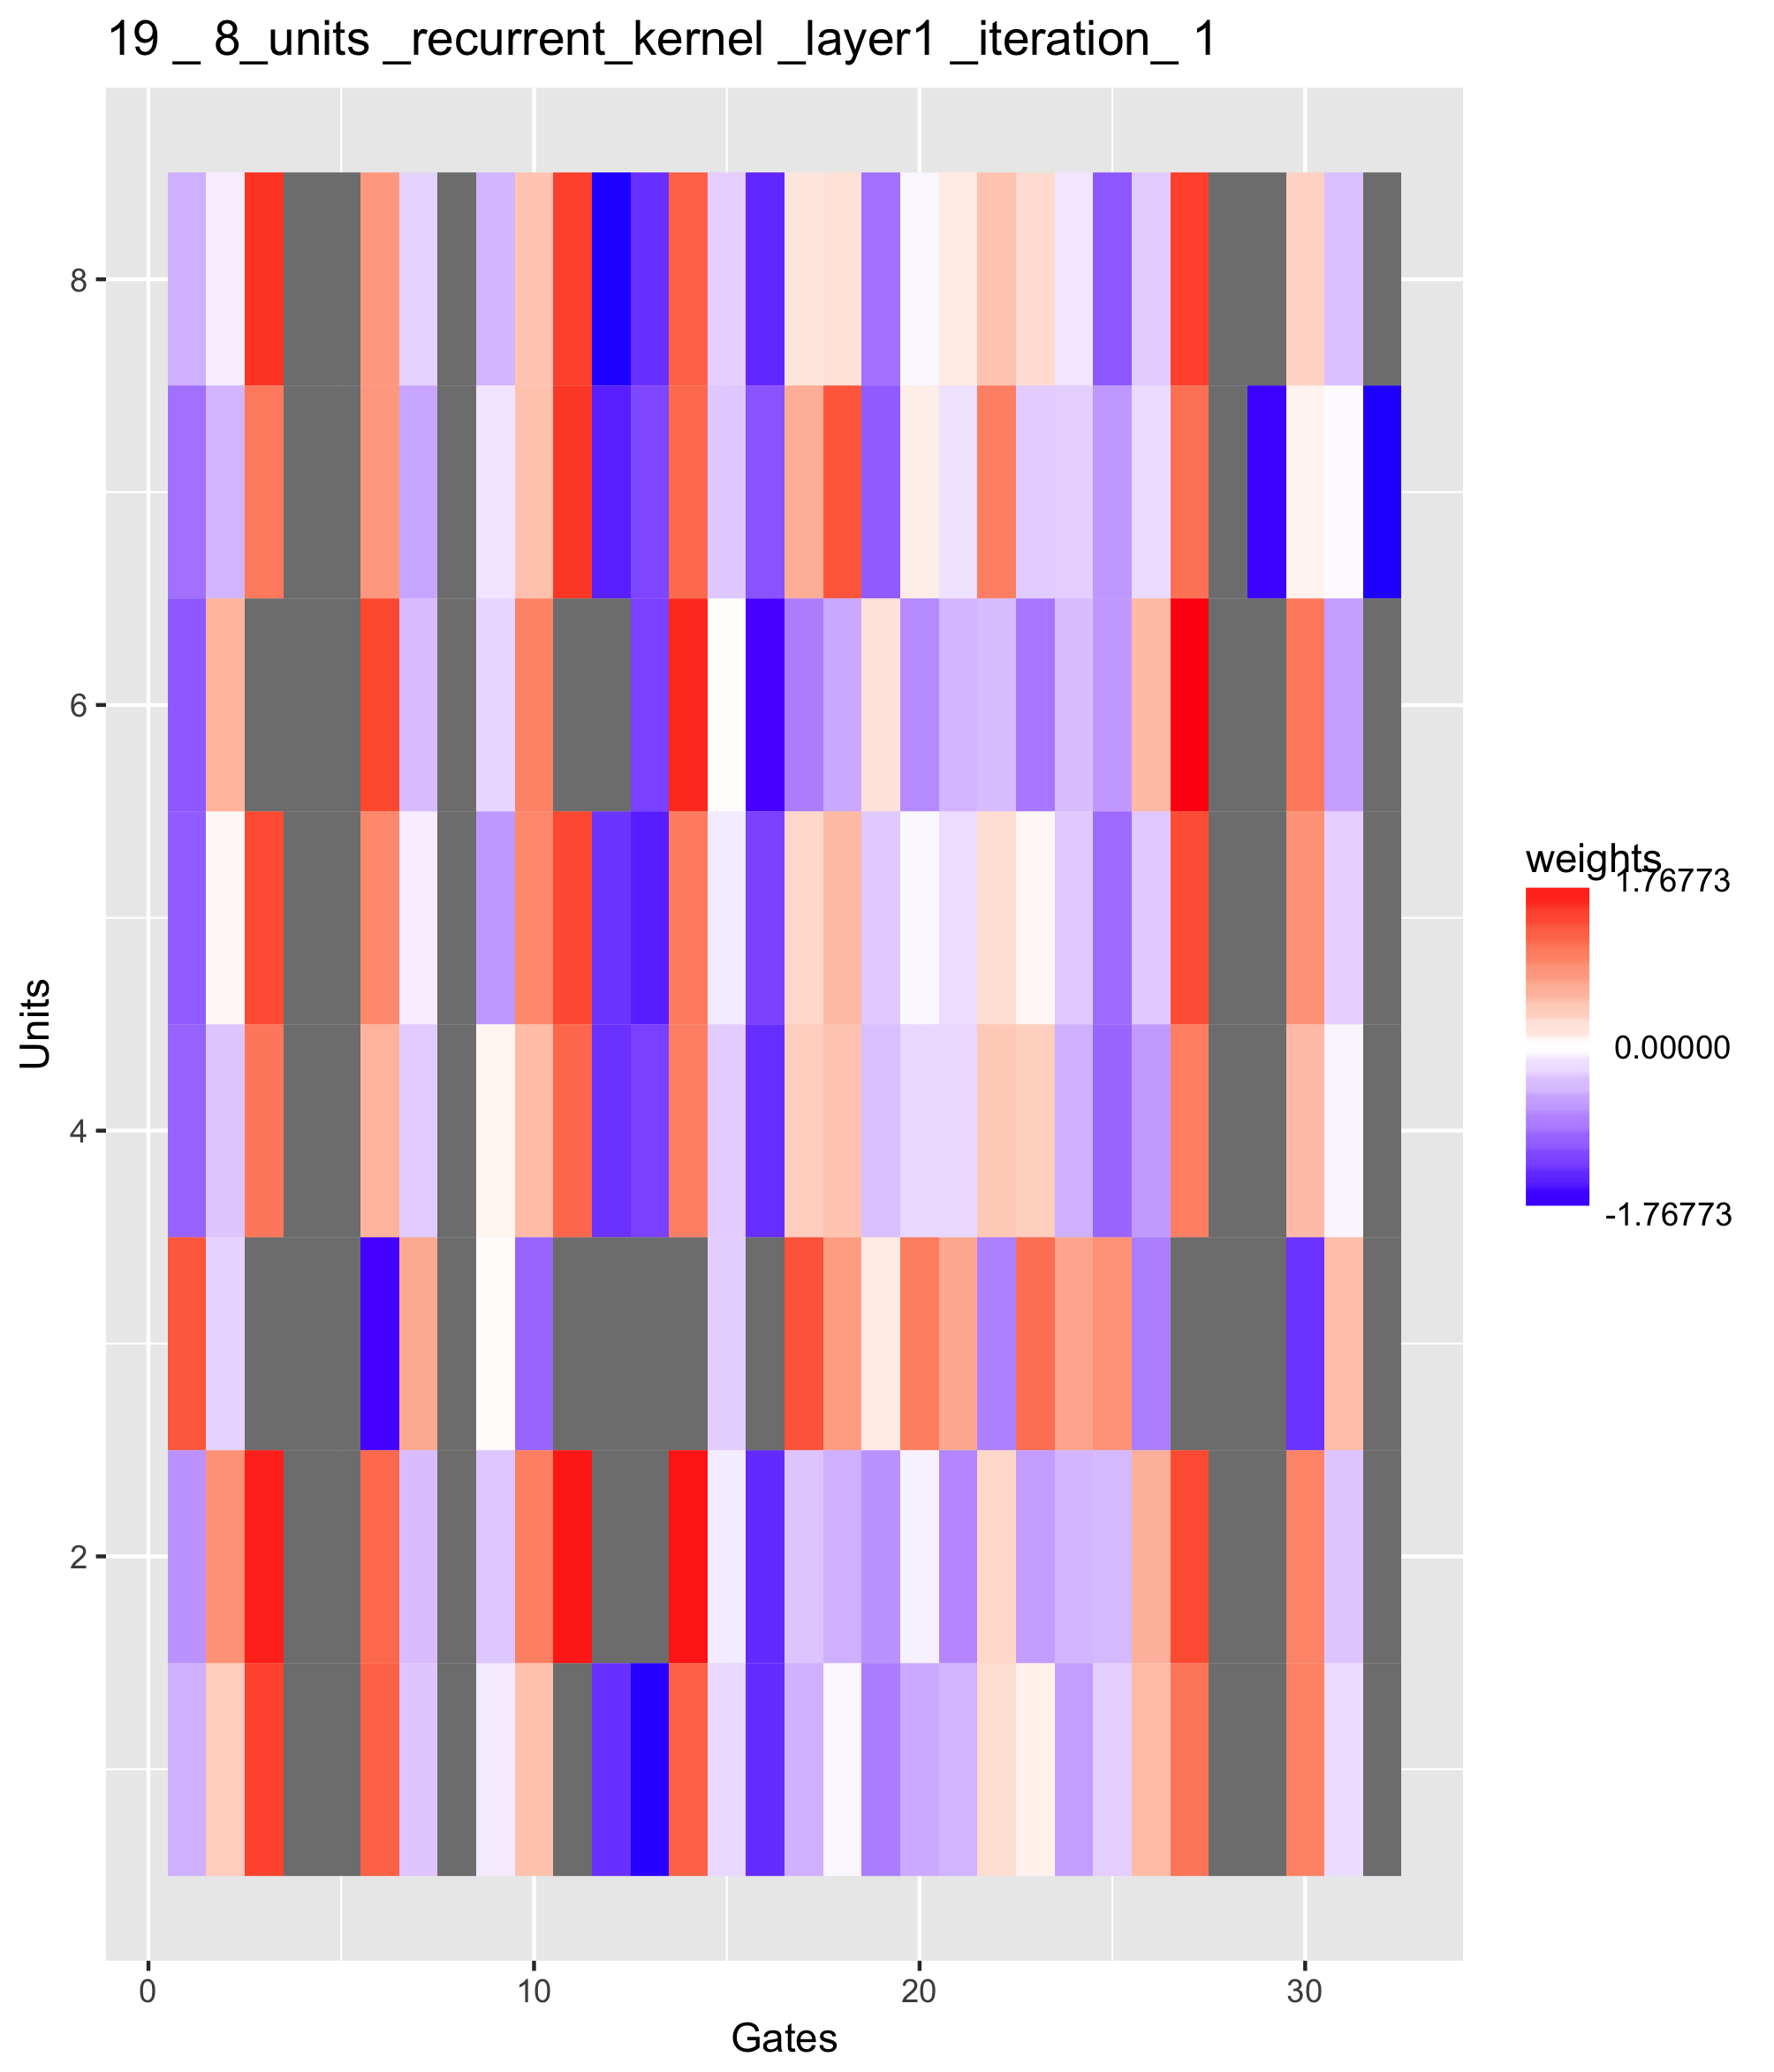 19 _ 8_units _recurrent_kernel _layer1 _iteration_ 1
8
6
4
2
Units
0 10 20 30
Gates
weights
1.76773
0.00000
-1.76773